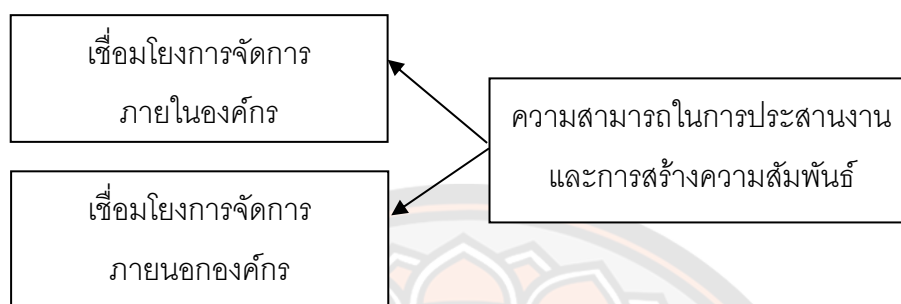 เชื่อมโยงการจัดการ
ภายในองค์กร
ความสามารถในการประสานงาน
และการสร้างความสัมพันธ์
เชื่อมโยงการจัดการ
ภายนอกองค์กร